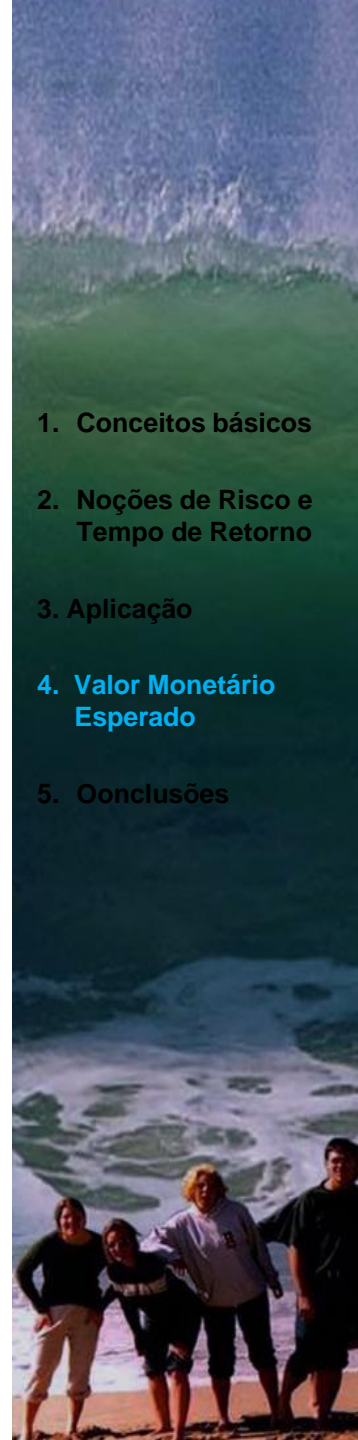 1. Conceitos básicos
2. Noções de Risco e
Tempo de Retorno
3. Aplicação
4. Valor Monetário
Esperado
5. Oonclusões